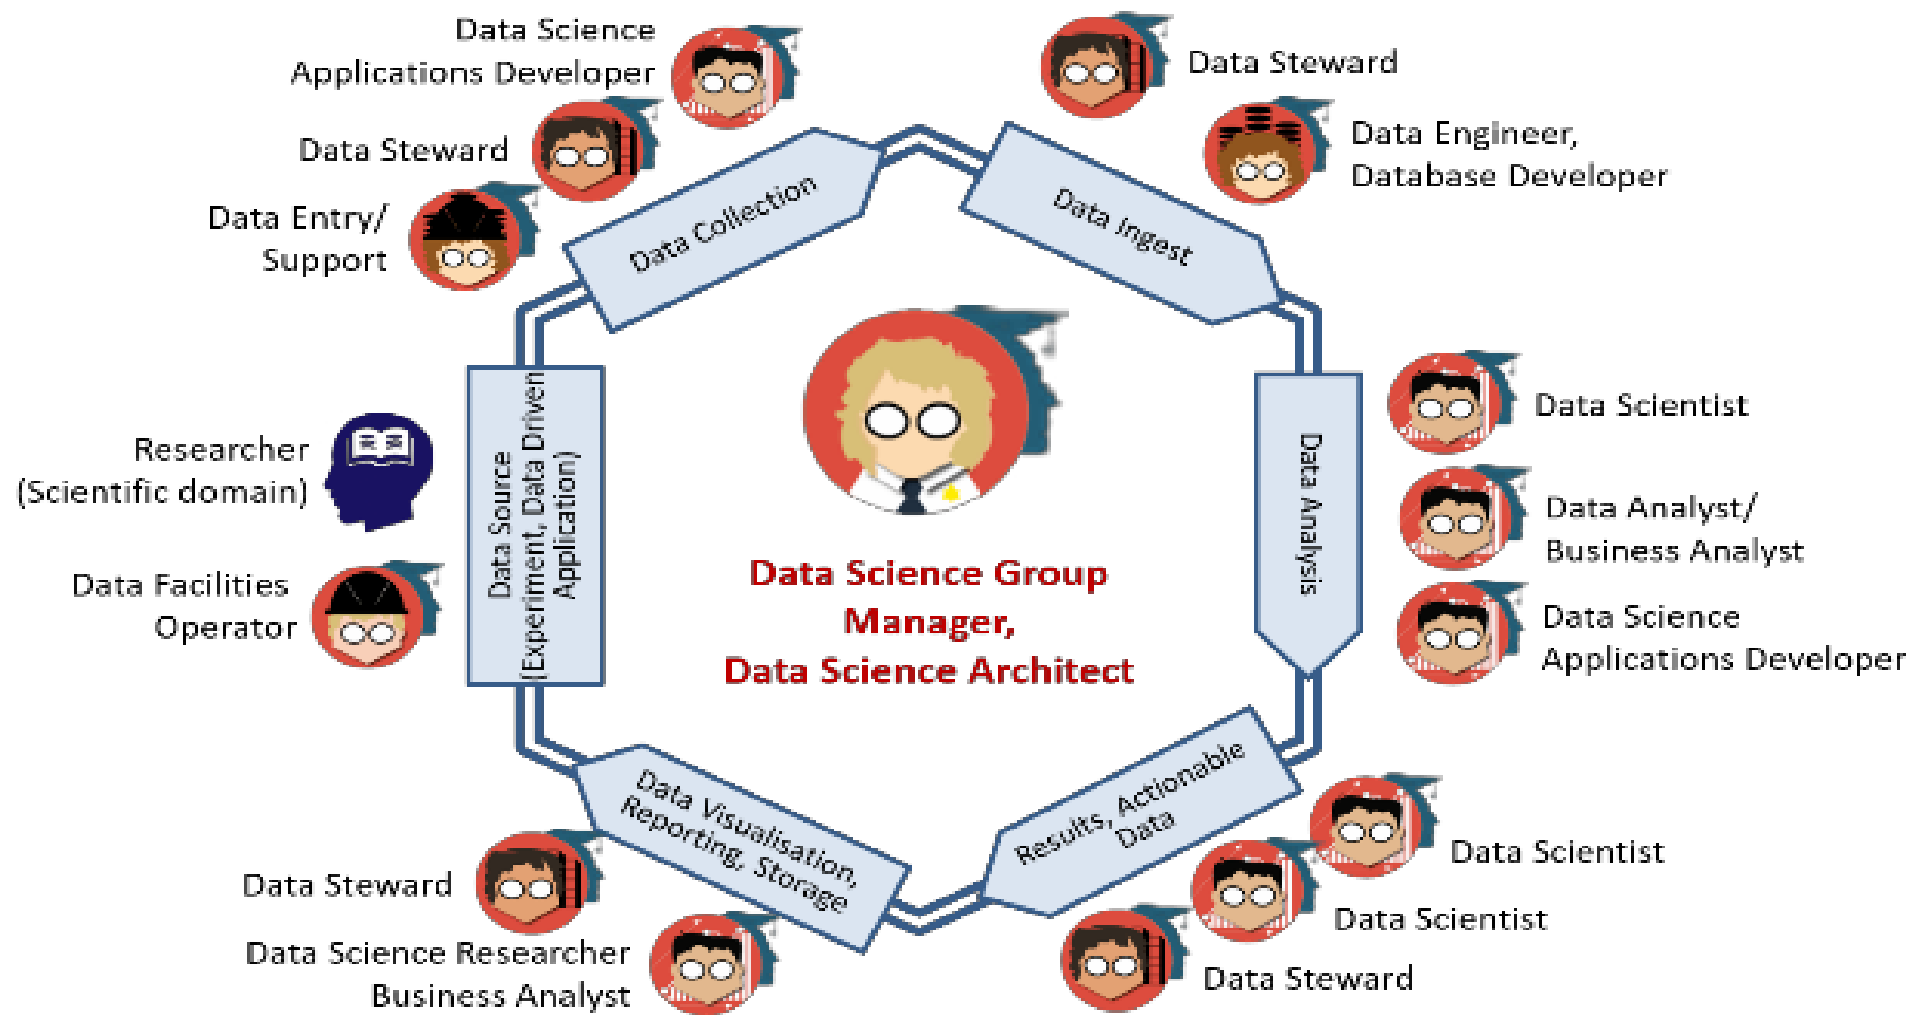 Data Science
Applications Developer
Data Steward
Data Entry/
Support
Data Collection
Data Steward
Data Engineer,
Database Developer
Data Ingest
Data Scientist
Data Analyst/
Business Analyst
Data Science
Applications Developer
Data Analysis
Researcher
(Scientific domain)
Data Facilities
Operator
Data Source
(Experiment, Data Driven
Application)
Data Science Group
Manager,
Data Science Architect
Results, Actionable
Data
Data Scientist
Data Scientist
Data Steward
Data Visualisation,
Reporting, Storage
Data Steward
Data Science Researcher
Business Analyst